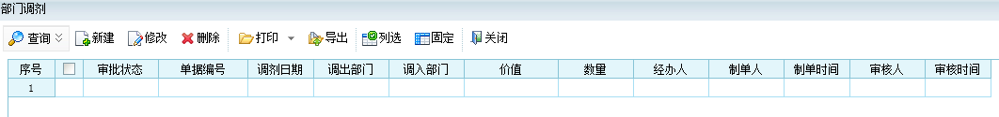 部门调剂
查询 新建 修改 删除 打印 导出 列选 固定 关闭
序号 审批状态 单据编号 调剂日期 调出部门 调入部门 价值 数量 经办人 制单人 制单时间 审核人 审核时间
1